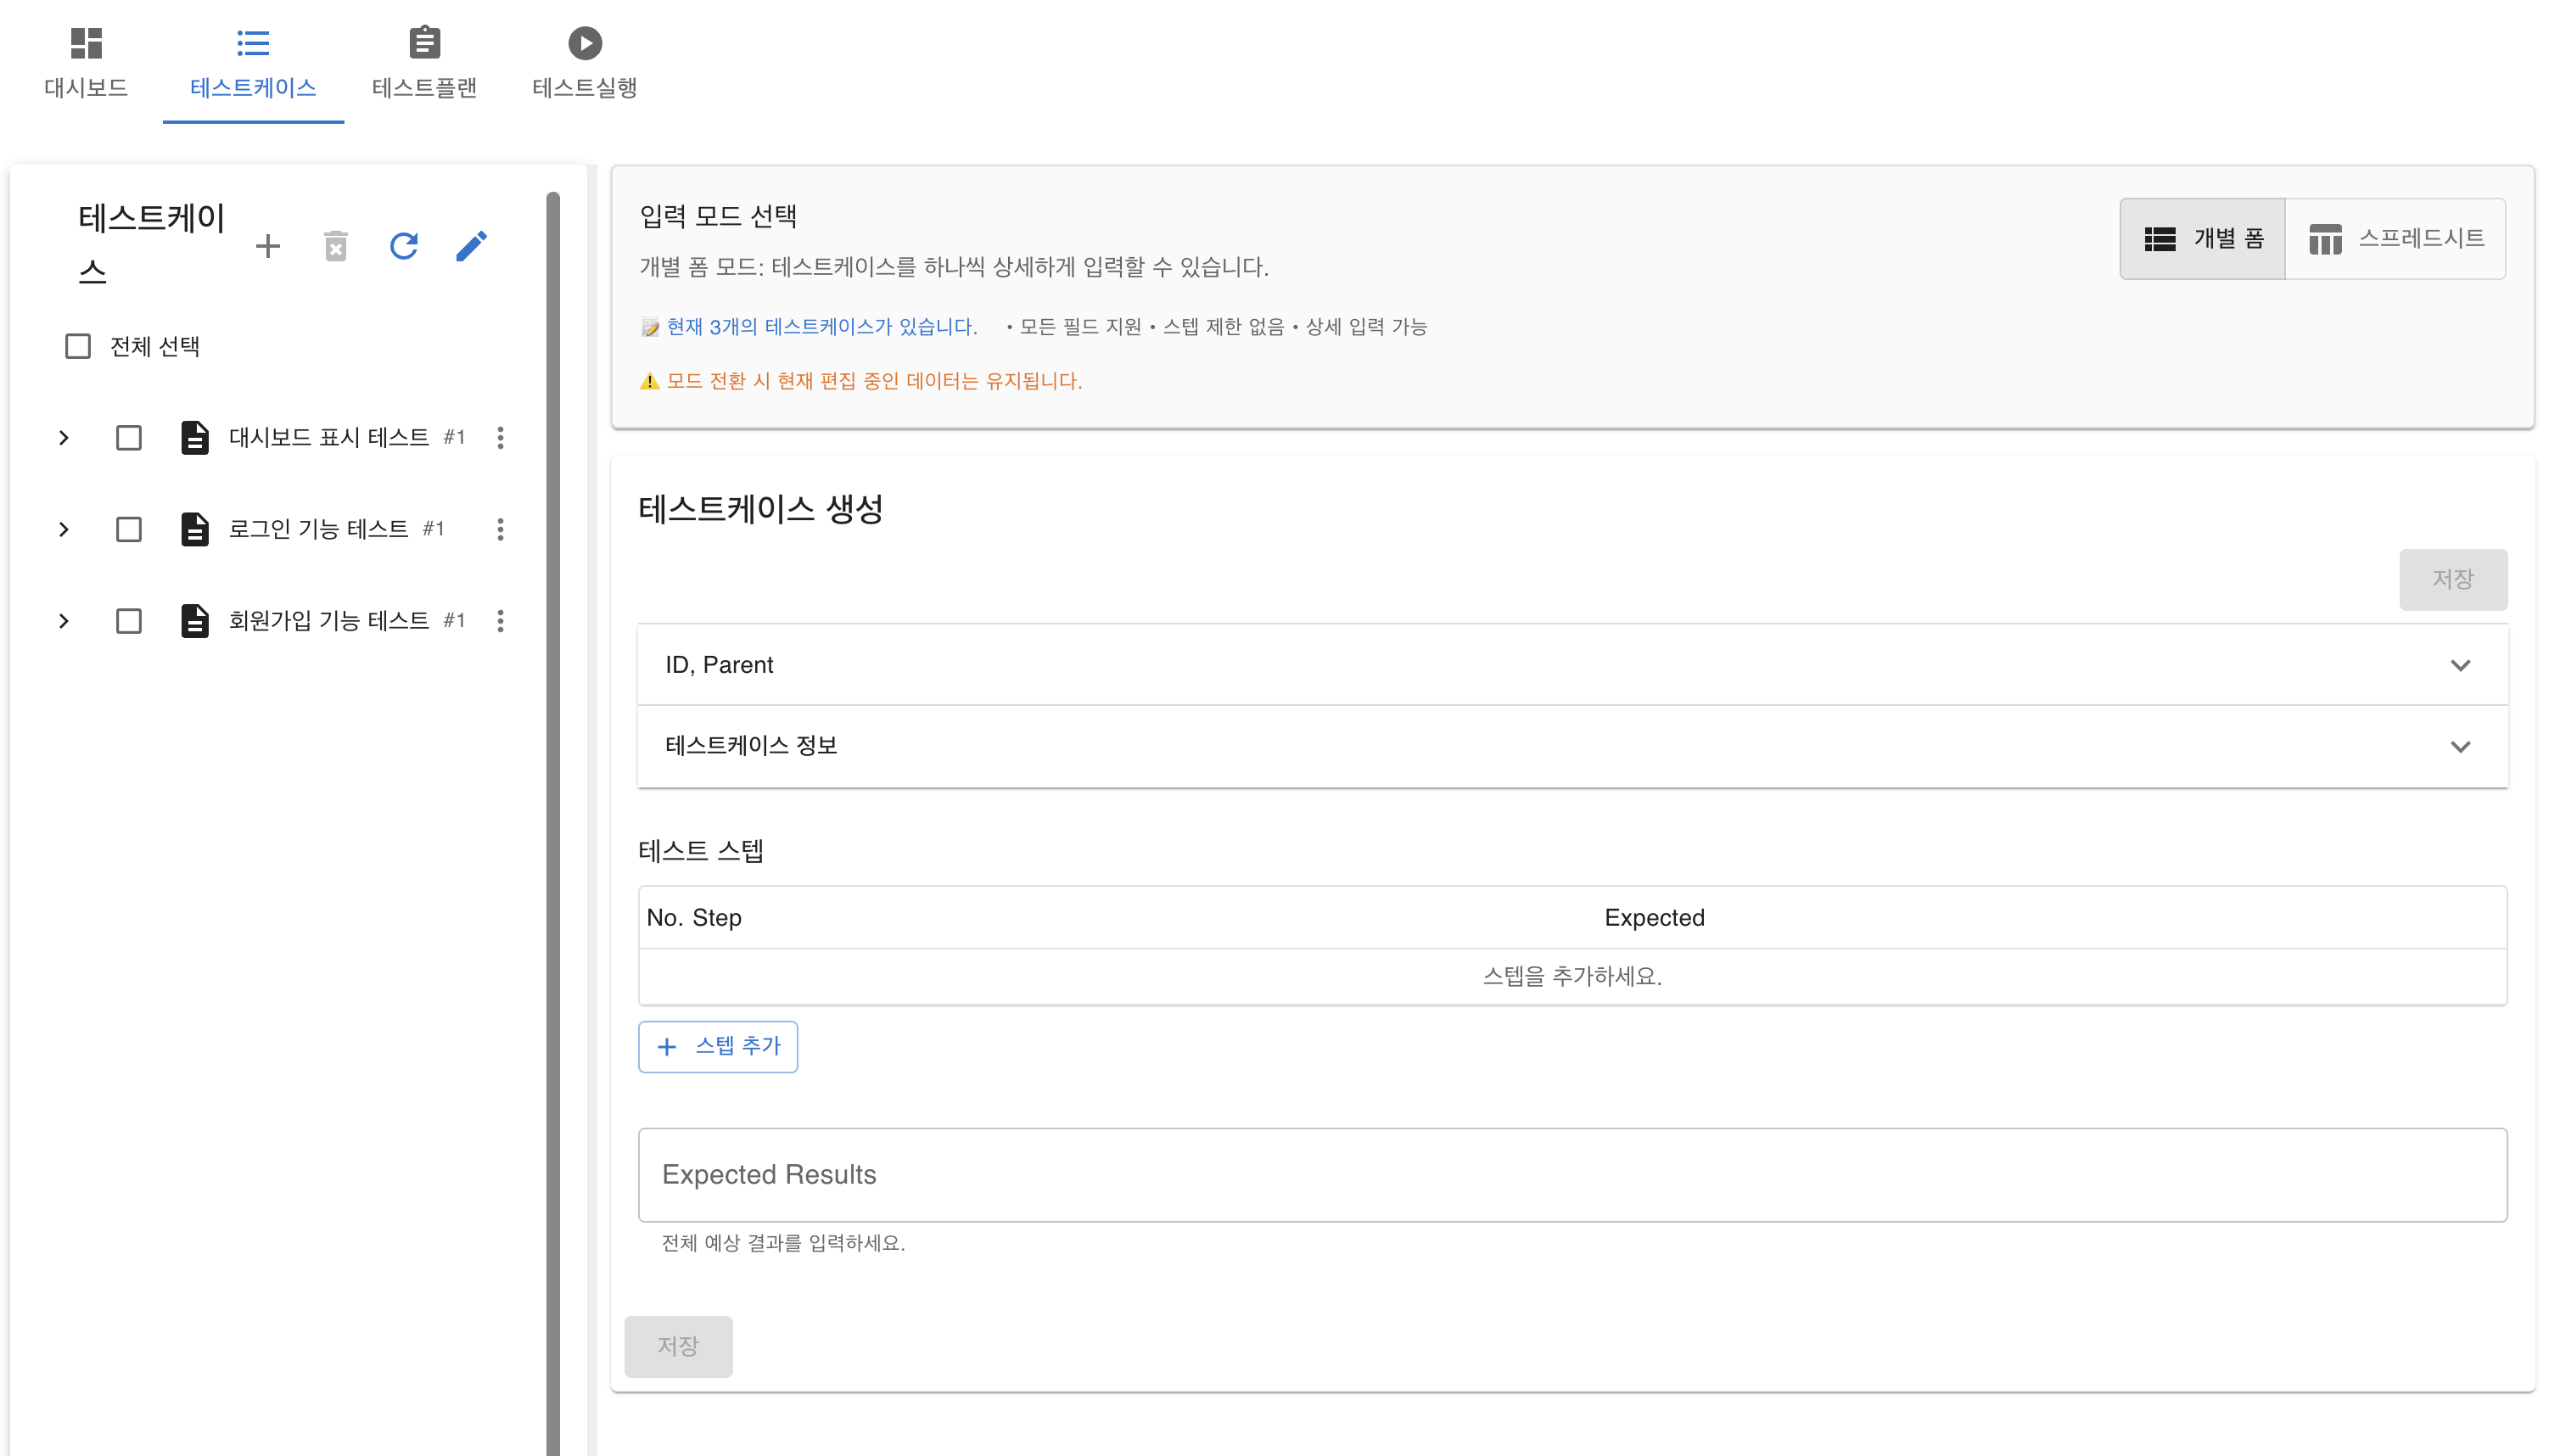 대시보드
테스트케이스
테스트플랜
테스트실행
테스트케이
스
전체 선택
대시보드 표시 테스트 #1
로그인 기능 테스트 #1
회원가입 기능 테스트 #1
입력 모드 선택
개별 폼 모드: 테스트케이스를 하나씩 상세하게 입력할 수 있습니다.
현재 3개의 테스트케이스가 있습니다. • 모든 필드 지원 • 스텝 제한 없음 • 상세 입력 가능
모드 전환 시 현재 편집 중인 데이터는 유지됩니다.
개별 폼
스프레드시트
테스트케이스 생성
저장
ID, Parent
테스트케이스 정보
테스트 스텝
No. Step Expected
스텝을 추가하세요.
스텝 추가
Expected Results
전체 예상 결과를 입력하세요.
저장